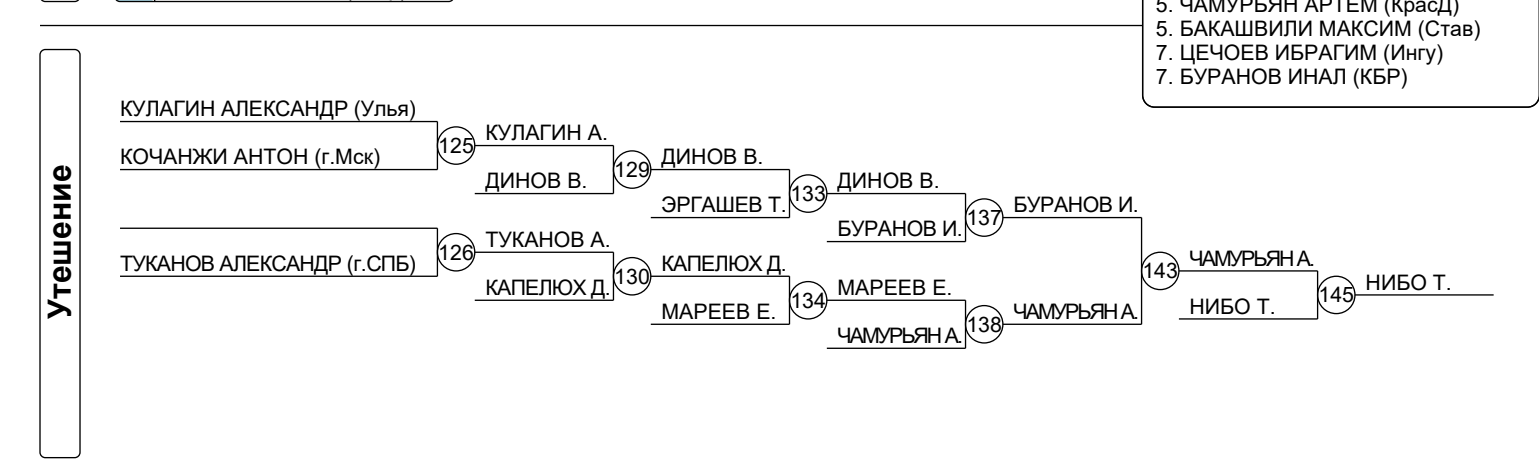 5. ЧАМУРЬЯН АРТЕМ (КрасД)
5. БАКАШВИЛИ МАКСИМ (Став)
7. ЦЕЧОЕВ ИБРАГИМ (Ингу)
7. БУРАНОВ ИНАЛ (КБР)
Утешение
КУЛАГИН АЛЕКСАНДР (Улья)
КОЧАНЖИ АНТОН (г.Мск)
ТУКАНОВ АЛЕКСАНДР (г.СПБ)
125
126
КУЛАГИН А.
ДИНОВ В.
ТУКАНОВ А.
КАПЕЛЮХ Д.
129
130
ДИНОВ В.
ЭРГАШЕВ Т.
КАПЕЛЮХ Д.
МАРЕЕВ Е.
133
134
ДИНОВ В.
БУРАНОВ И.
МАРЕЕВ Е.
ЧАМУРЬЯН А.
137
138
БУРАНОВ И.
ЧАМУРЬЯН А.
143
ЧАМУРЬЯН А.
НИБО Т.
145
НИБО Т.